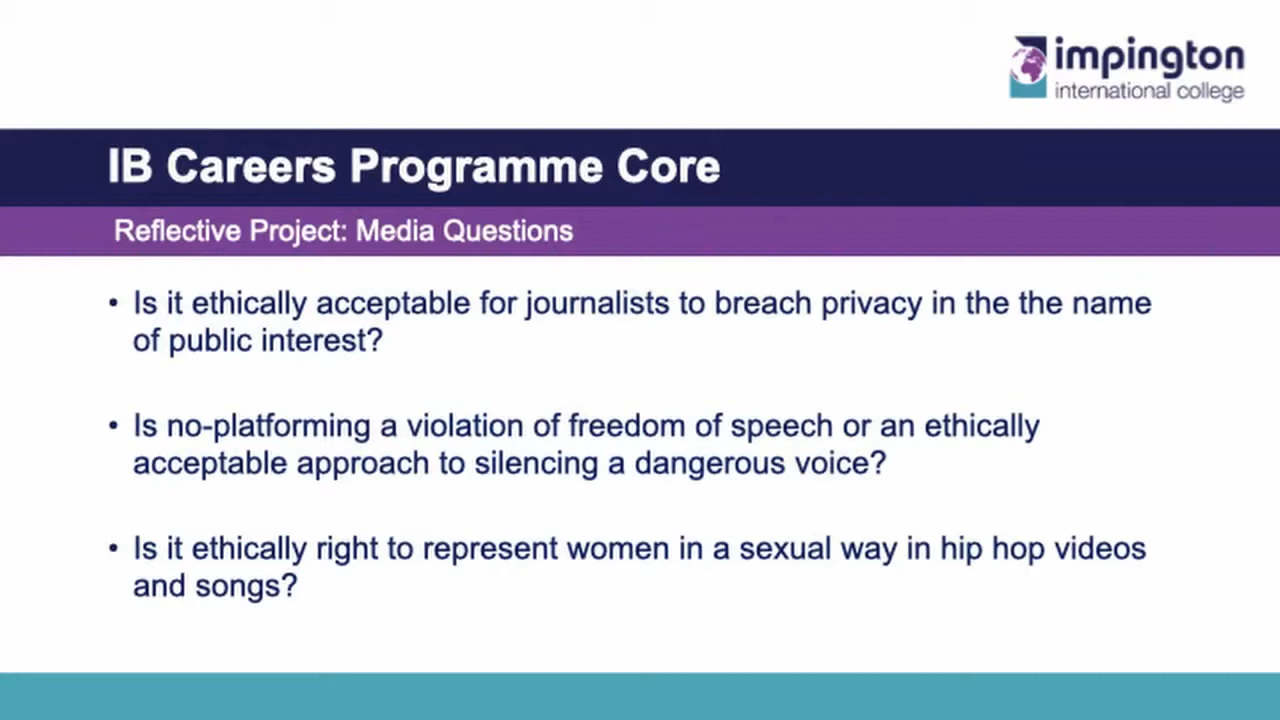 impington
international college
IB Careers Programme Core
Reflective Project: Media Questions
• Is it ethically acceptable for journalists to breach privacy in the the name
of public interest?
• Is no-platforming a violation of freedom of speech or an ethically
acceptable approach to silencing a dangerous voice?
• Is it ethically right to represent women in a sexual way in hip hop videos
and songs?